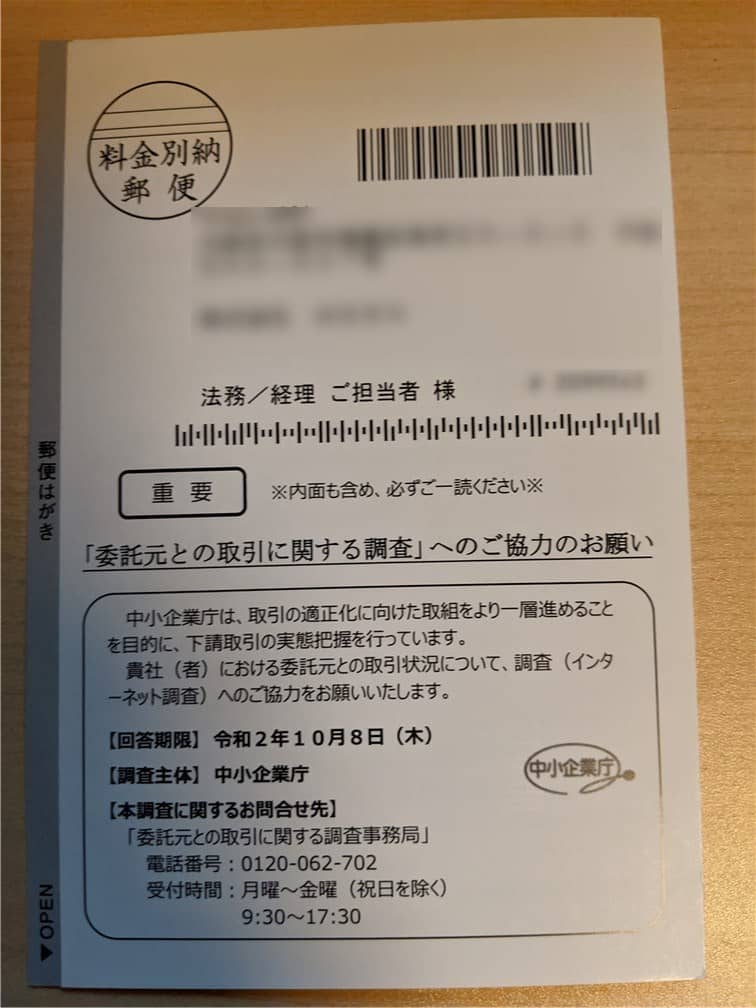 料金別納
郵便
法務／経理 ご担当者 様
重要
※内面も含め、必ずご一読ください※
「委託元との取引に関する調査」へのご協力のお願い
中小企業庁は、取引の適正化に向けた取組をより一層進めること
を目的に、下請取引の実態把握を行っています。
貴社（者）における委託元との取引状況について、調査（インタ
ーネット調査）へのご協力をお願いいたします。
【回答期限】令和２年１０月８日（木）
【調査主体】中小企業庁
中小企業庁
【本調査に関するお問合せ先】
「委託元との取引に関する調査事務局」
電話番号：0120-062-702
受付時間：月曜～金曜（祝日を除く）
9:30～17:30
郵便はがき
▼OPEN